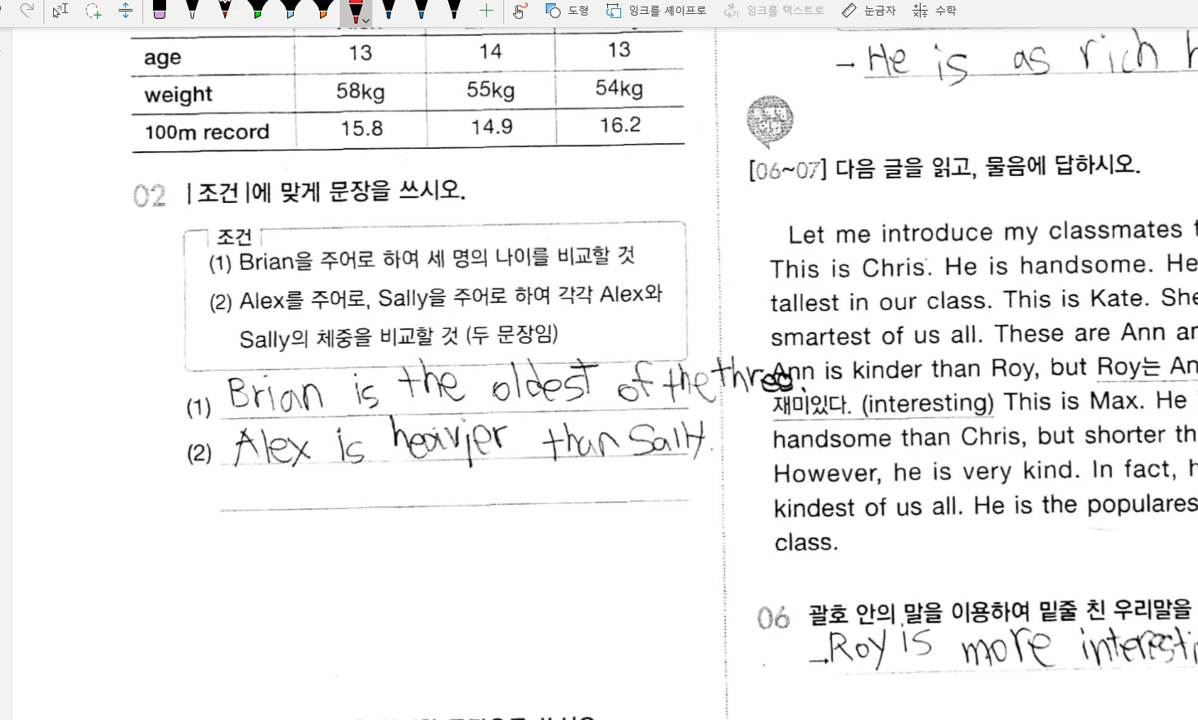 도형 잉크를 셰이프로 잉크를 텍스트로 눈금자 수학
age 13 14 13
weight 58kg 55kg 54kg
100m record 15.8 14.9 16.2
02 |조건|에 맞게 문장을 쓰시오.
조건
(1) Brian을 주어로 하여 세 명의 나이를 비교할 것
(2) Alex를 주어로, Sally을 주어로 하여 각각 Alex와
Sally의 체중을 비교할 것 (두 문장임)
(1) Brian is the oldest of the three.
(2) Alex is heavier than Sally.
→ He is as rich
[06~07] 다음 글을 읽고, 물음에 답하시오.
Let me introduce my classmates
This is Chris. He is handsome. He
tallest in our class. This is Kate. She
smartest of us all. These are Ann
Ann is kinder than Roy, but Roy는 An
재미있다. (interesting) This is Max. He
handsome than Chris, but shorter
However, he is very kind. In fact,
kindest of us all. He is the populares
class.
06 괄호 안의 말을 이용하여 밑줄 친 우리말을
→ Roy is more interesti